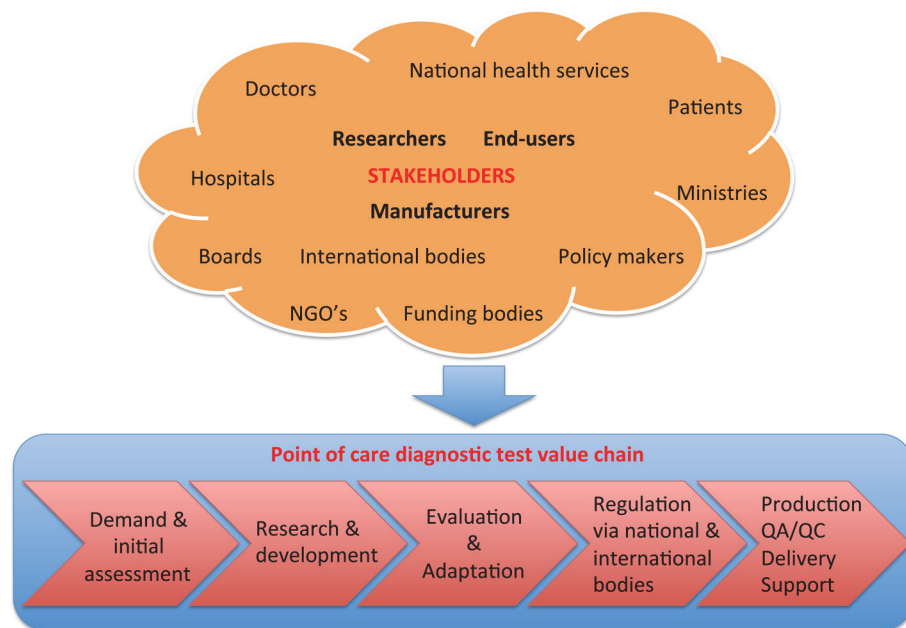 National health services
Doctors
Patients
Researchers End-users
Hospitals
STAKEHOLDERS
Ministries
Manufacturers
Boards
International bodies
Policy makers
NGO's
Funding bodies
Point of care diagnostic test value chain
Demand &
initial
assessment
Research &
development
Evaluation
&
Adaptation
Regulation
via national &
international
bodies
Production
QA/QC
Delivery
Support